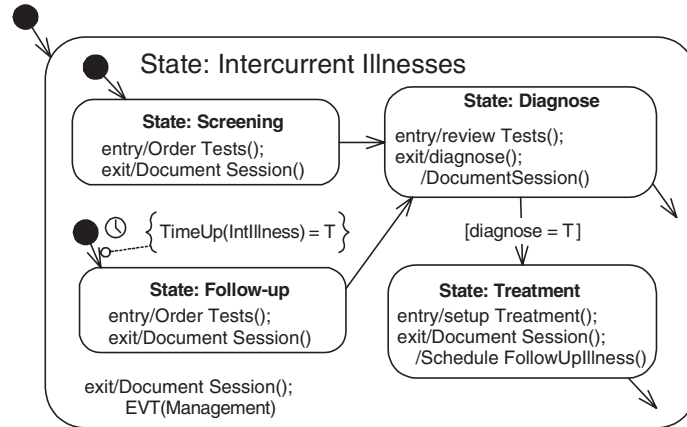 State: Intercurrent Illnesses
State: Screening
entry/Order Tests();
exit/Document Session()
State: Diagnose
entry/review Tests();
exit/diagnose();
/DocumentSession()
{TimeUp(IntIllness) = T}
[diagnose = T]
State: Follow-up
entry/Order Tests();
exit/Document Session()
State: Treatment
entry/setup Treatment();
exit/Document Session();
/Schedule FollowUpIllness()
exit/Document Session();
EVT(Management)